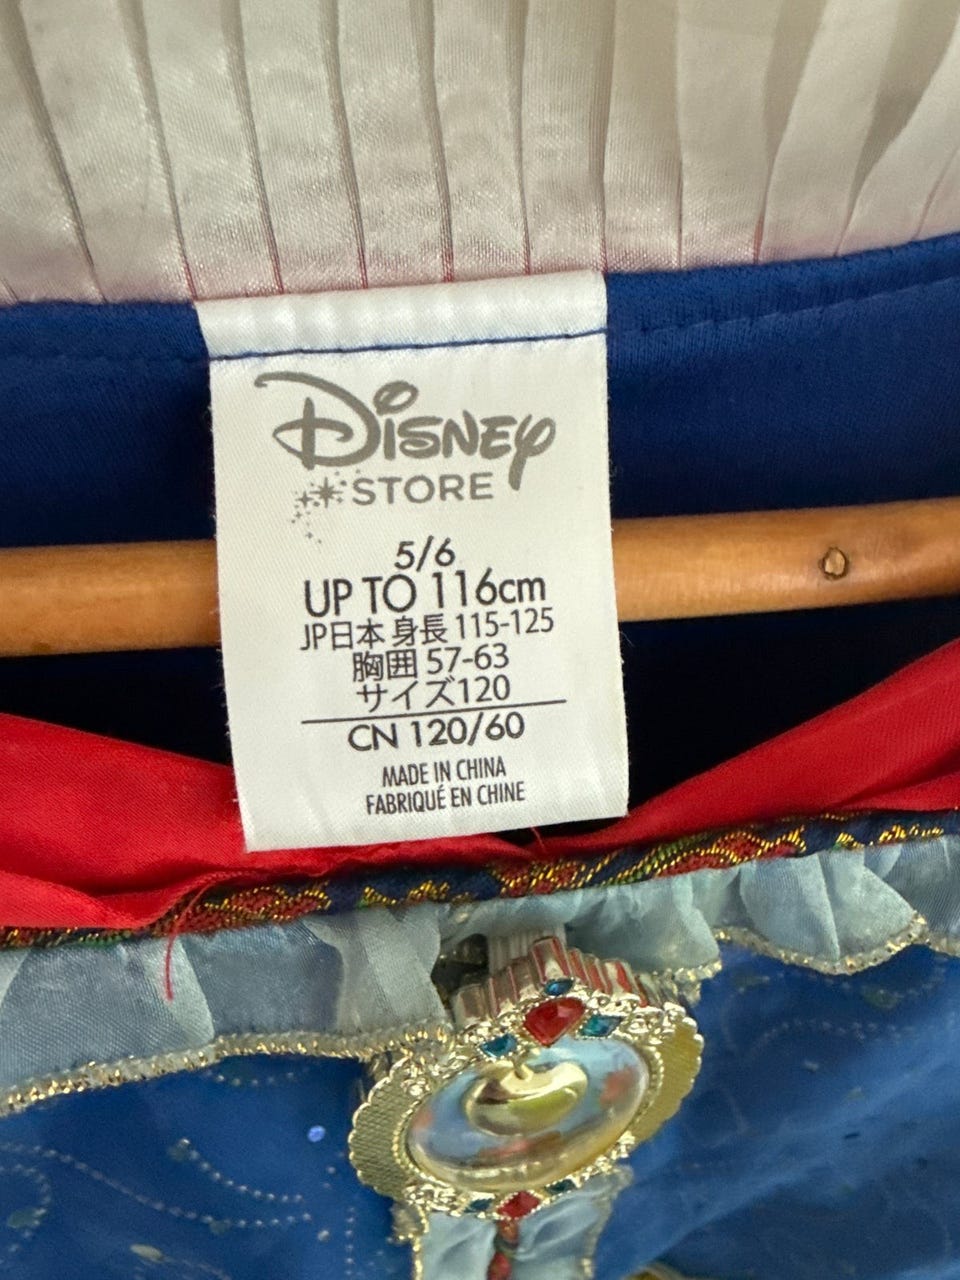 Disney
STORE
5/6
UP TO 116cm
JP日本 身長 115-125
胸囲 57-63
サイズ120
CN 120/60
MADE IN CHINA
FABRIQUÉ EN CHINE